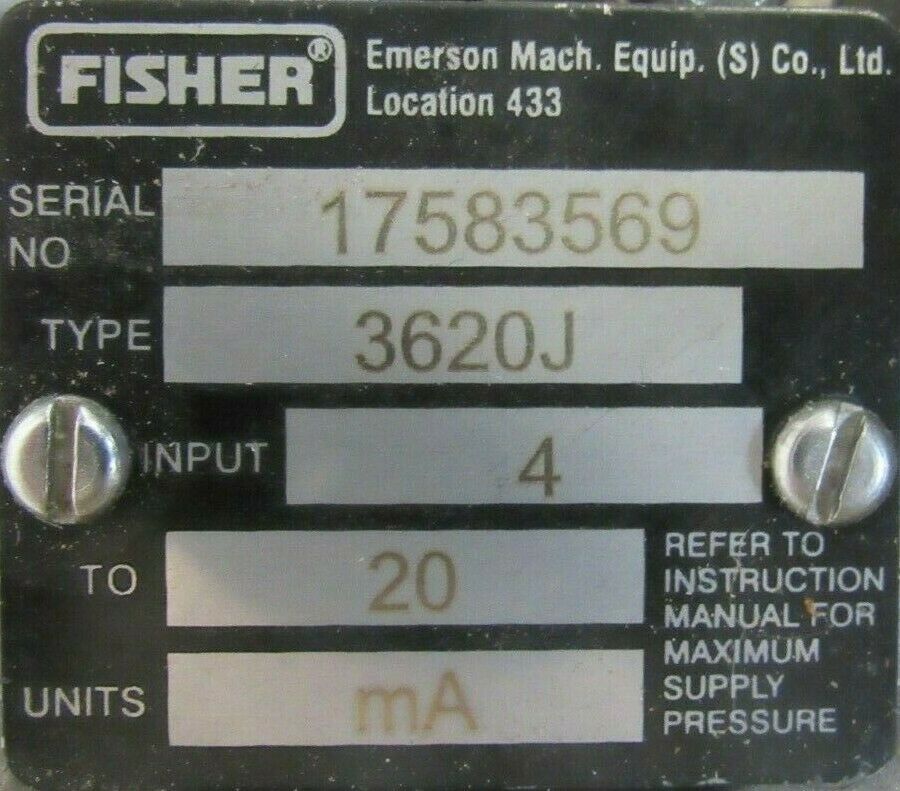 FISHER®
Emerson Mach. Equip. (S) Co., Ltd.
Location 433
SERIAL NO 17583569
TYPE 3620J
INPUT 4
TO 20
UNITS mA
REFER TO
INSTRUCTION
MANUAL FOR
MAXIMUM
SUPPLY
PRESSURE